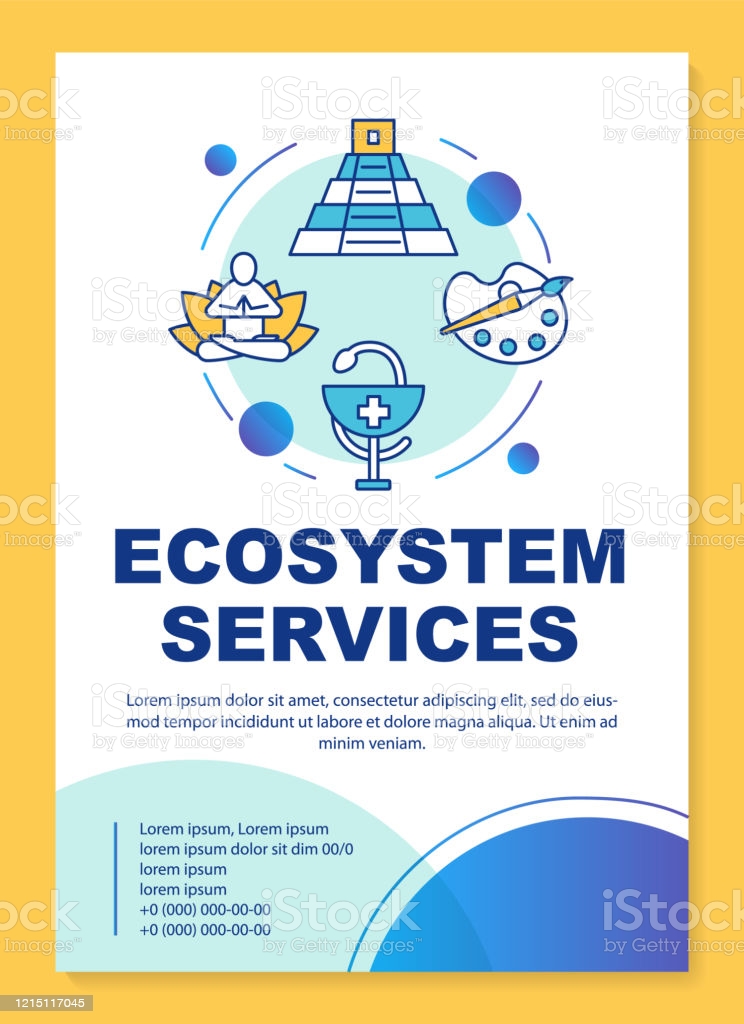 ECOSYSTEM
SERVICES
Lorem ipsum dolor sit amet, consectetur adipiscing elit, sed do eius-
mod tempor incididunt ut labore et dolore magna aliqua. Ut enim ad
minim veniam.
Lorem ipsum, Lorem ipsum
lorem ipsum dolor sit dim 00/0
lorem ipsum
lorem ipsum
+0 (000) 000-00-00
+0 (000) 000-00-00
iStock
by Getty Images™
1215117045